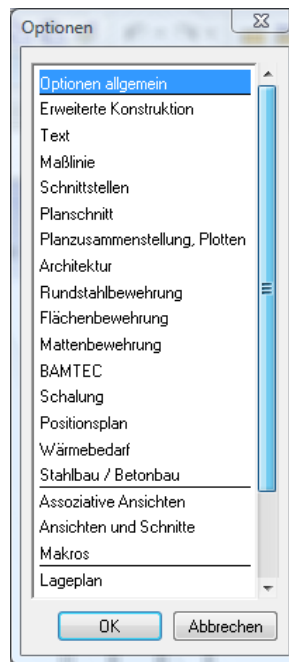 Optionen
Optionen allgemein
Erweiterte Konstruktion
Text
Maßlinie
Schnittstellen
Planschnitt
Planzusammenstellung, Plotten
Architektur
Rundstahlbewehrung
Flächenbewehrung
Mattenbewehrung
BAMTEC
Schalung
Positionsplan
Wärmebedarf
Stahlbau / Betonbau
Assoziative Ansichten
Ansichten und Schnitte
Makros
Lageplan
OK Abbrechen